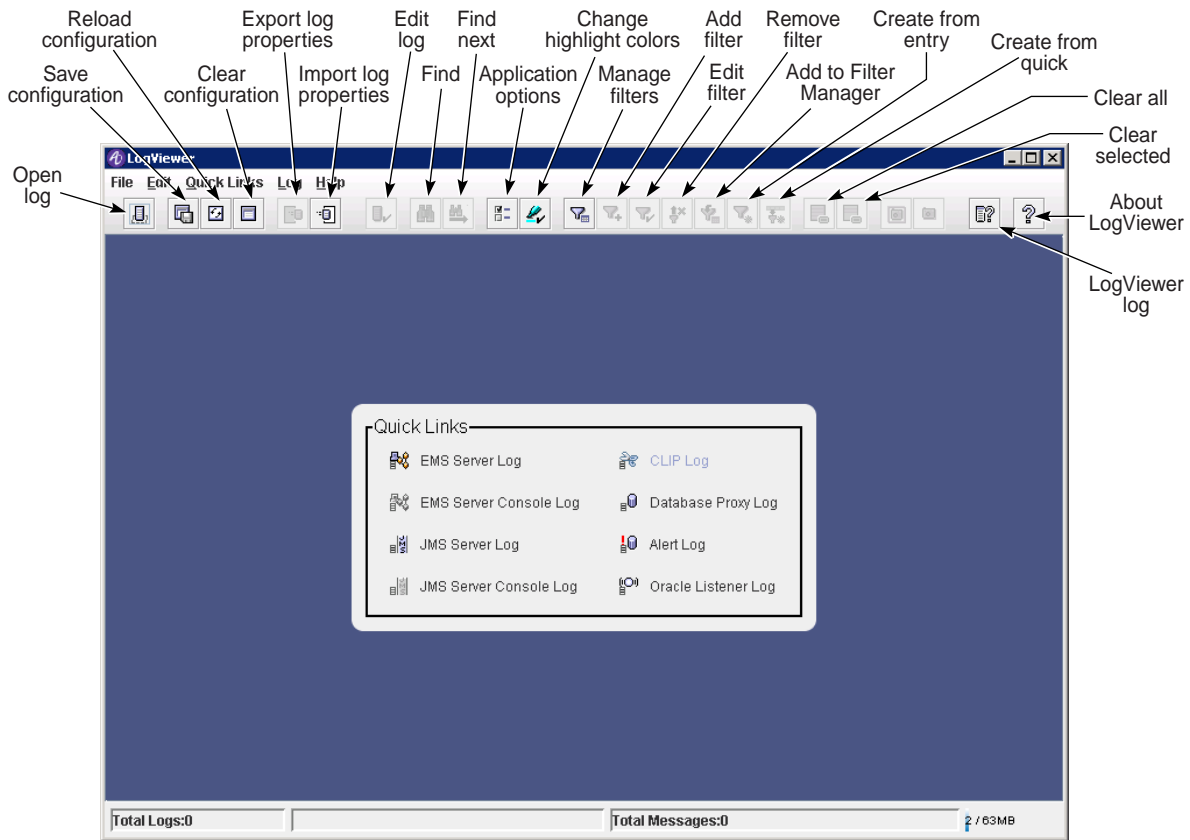 Reload
configuration
Export log
properties
Edit
log
Find
next
Change
highlight colors
Add
filter
Remove
filter
Create from
entry
Create from
quick
Save
configuration
Clear
configuration
Import log
properties
Find
Application
options
Manage
filters
Edit
filter
Add to Filter
Manager
Clear all
Clear
selected
Open
log
About
LogViewer
LogViewer
log
LogViewer
File Edit Quick Links Log Help
Quick Links
EMS Server Log
CLIP Log
EMS Server Console Log
Database Proxy Log
JMS Server Log
Alert Log
JMS Server Console Log
Oracle Listener Log
Total Logs:0
Total Messages:0
2 / 63MB